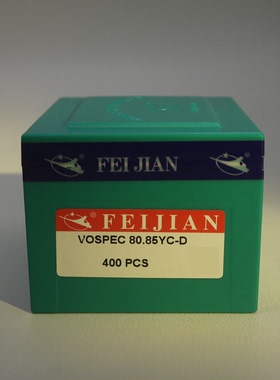 FEI JIAN
FEIJIAN
VOSPEC 80.85YC-D
400 PCS